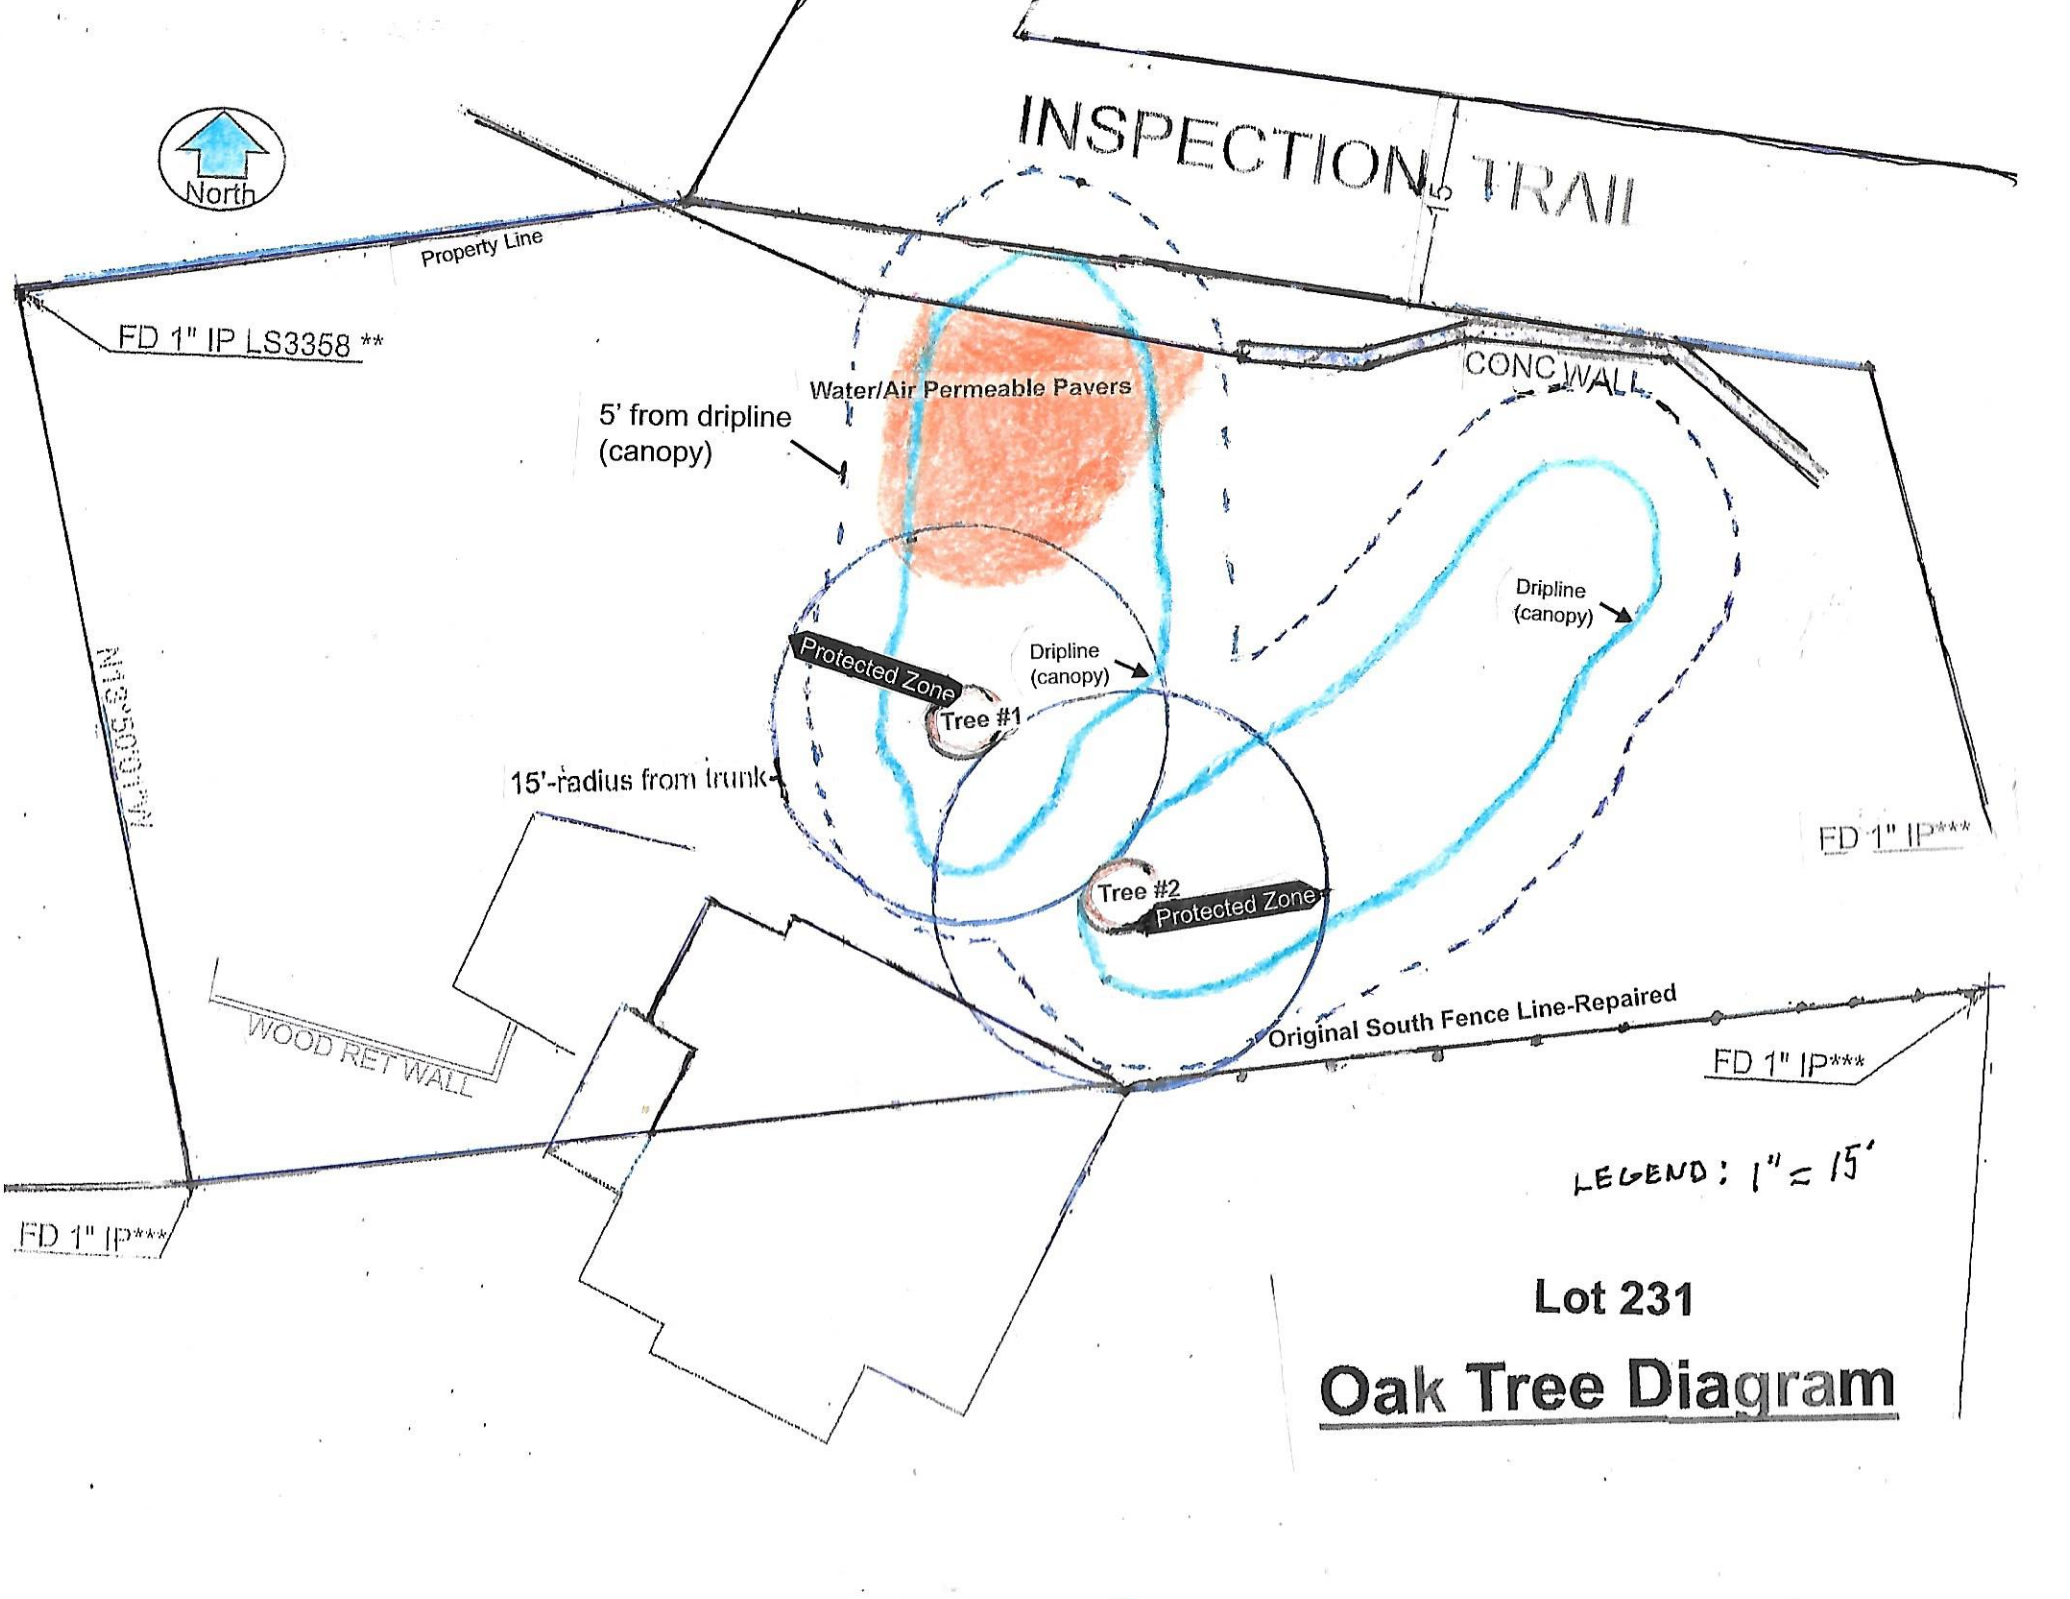 INSPECTION TRAIL
15
North
Property Line
FD 1" IP LS3358 **
CONC WALL
Water/Air Permeable Pavers
5' from dripline
(canopy)
Dripline
(canopy)
Protected Zone
Dripline
(canopy)
N13°50'01"W
Tree #1
15'-radius from trunk
FD 1" IP***
Tree #2
Protected Zone
Original South Fence Line-Repaired
WOOD RET WALL
FD 1" IP***
LEGEND: 1" = 15'
FD 1" IP***
Lot 231
Oak Tree Diagram